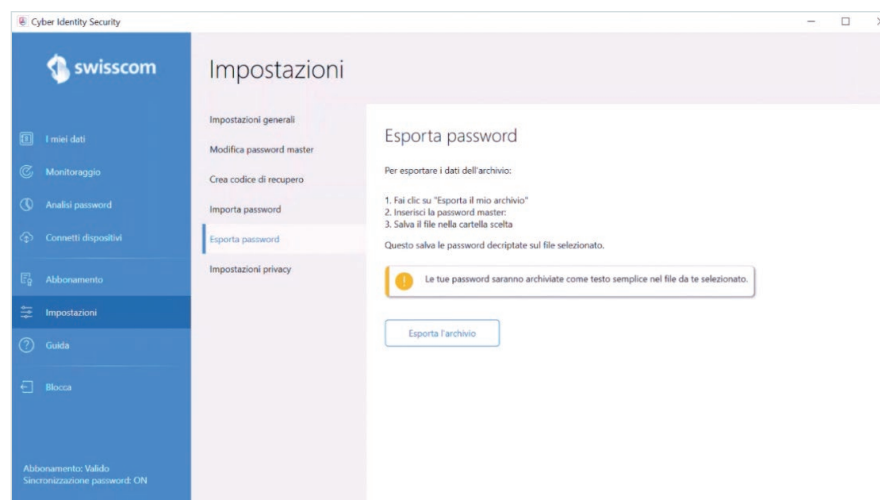 Cyber Identity Security
swisscom
I miei dati
Monitoraggio
Analisi password
Connetti dispositivi
Abbonamento
Impostazioni
Guida
Blocca
Abbonamento: Valido
Sincronizzazione password: ON
Impostazioni
Impostazioni generali
Modifica password master
Crea codice di recupero
Importa password
Esporta password
Impostazioni privacy
Esporta password
Per esportare i dati dell'archivio:
1. Fai clic su "Esporta il mio archivio"
2. Inserisci la password master:
3. Salva il file nella cartella scelta
Questo salva le password decriptate sul file selezionato.
Le tue password saranno archiviate come testo semplice nel file da te selezionato.
Esporta l'archivio